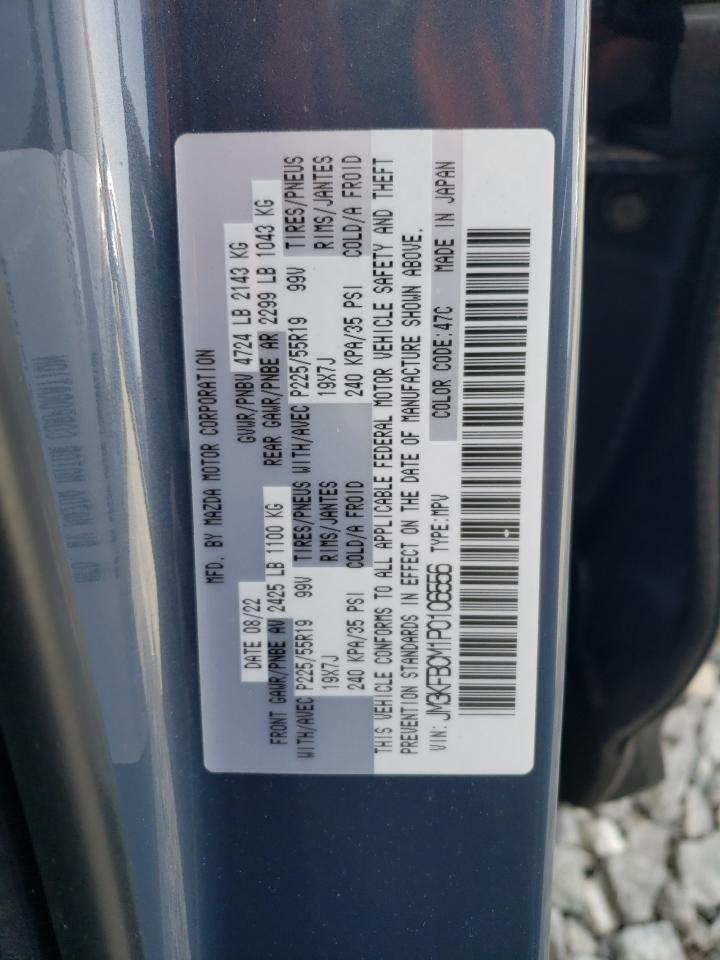 MFD. BY MAZDA MOTOR CORPORATION
DATE 08/22 GVWR/PNBV 4724 LB 2143 KG
FRONT GAWR/PNBE AV 2425 LB 1100 KG REAR GAWR/PNBE AR 2299 LB 1043 KG
WITH/AVEC P225/55R19 99V TIRES/PNEUS WITH/AVEC P225/55R19 99V TIRES/PNEUS
19X7J RIMS/JANTES 19X7J RIMS/JANTES
240 KPA/35 PSI COLD/A FROID 240 KPA/35 PSI COLD/A FROID
THIS VEHICLE CONFORMS TO ALL APPLICABLE FEDERAL MOTOR VEHICLE SAFETY AND THEFT
PREVENTION STANDARDS IN EFFECT ON THE DATE OF MANUFACTURE SHOWN ABOVE.
VIN: JM3KFBCM1P0106556 TYPE:MPV COLOR CODE:47C MADE IN JAPAN